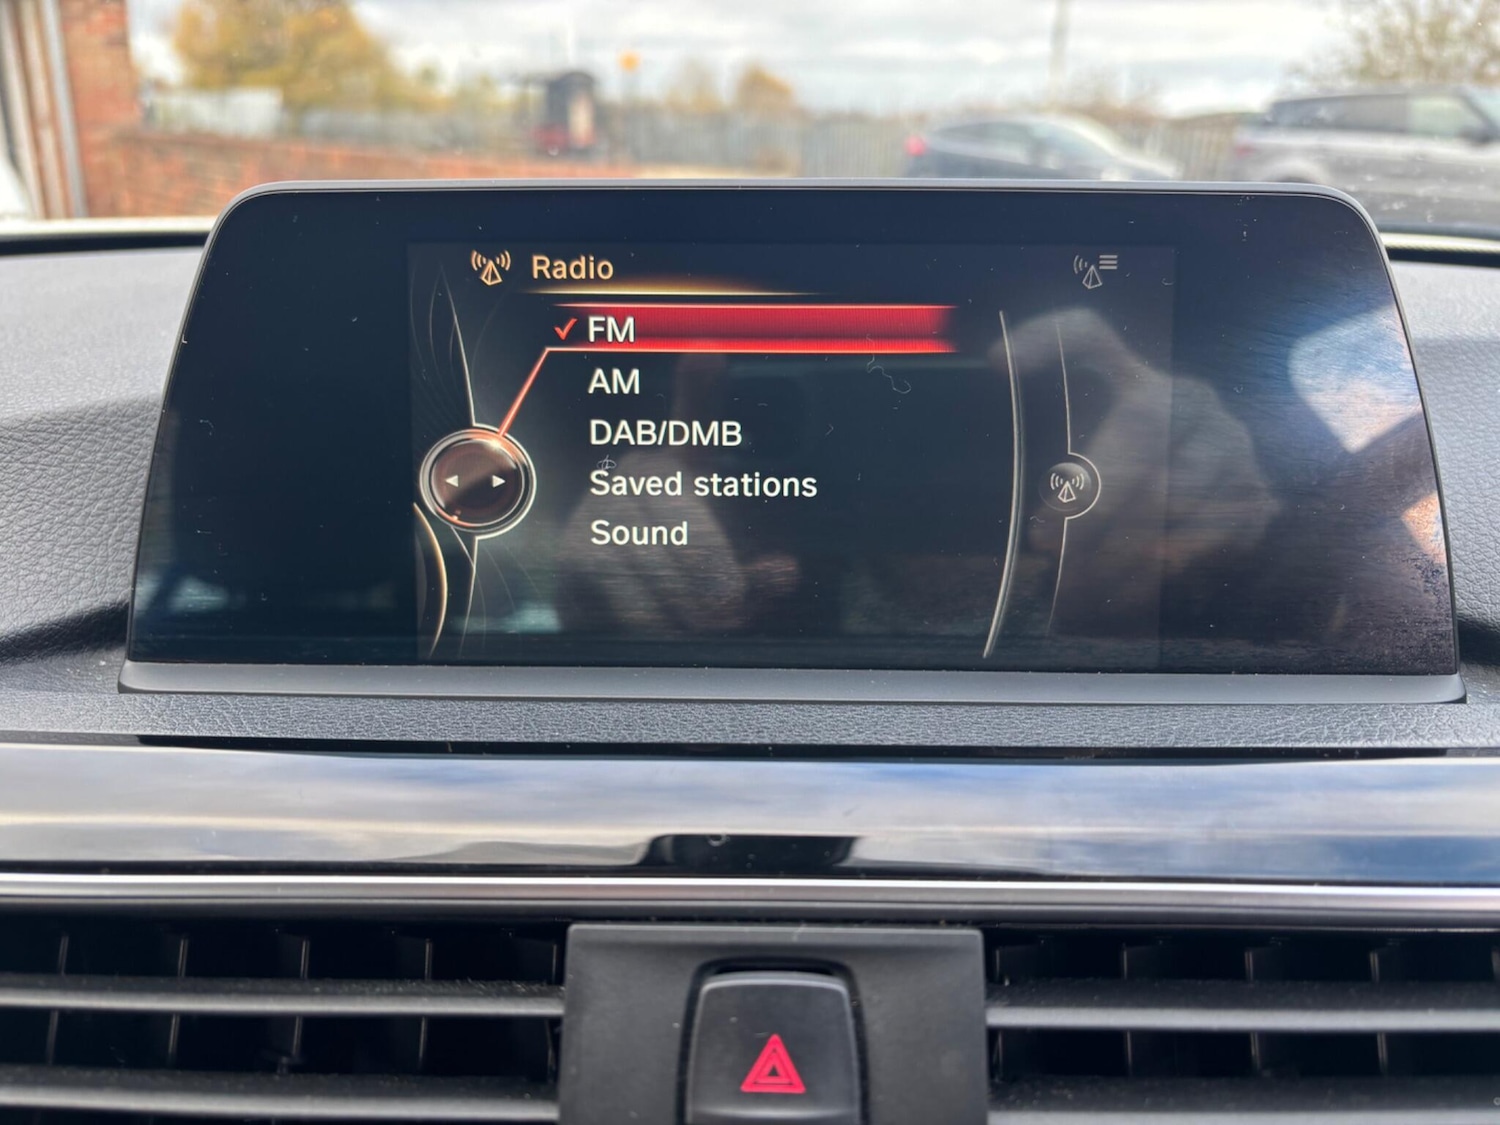 Radio
FM
AM
DAB/DMB
Saved stations
Sound